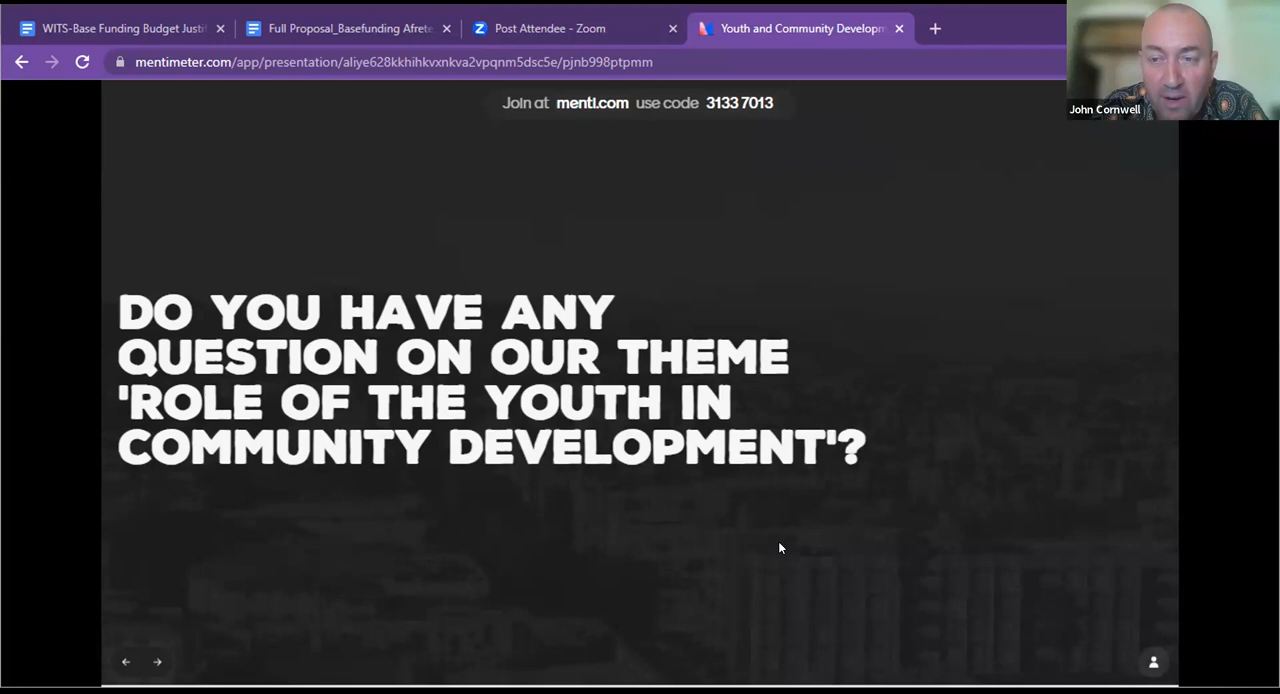 WITS-Base Funding Budget Justi
Full Proposal_Basefunding Afrete
Post Attendee - Zoom
Youth and Community Developm
mentimeter.com/app/presentation/aliye628kkhihkvxnkva2vpqnm5dsc5e/pjnb998ptpmm
John Cornwell
Join at menti.com use code 3133 7013
DO YOU HAVE ANY
QUESTION ON OUR THEME
'ROLE OF THE YOUTH IN
COMMUNITY DEVELOPMENT'?